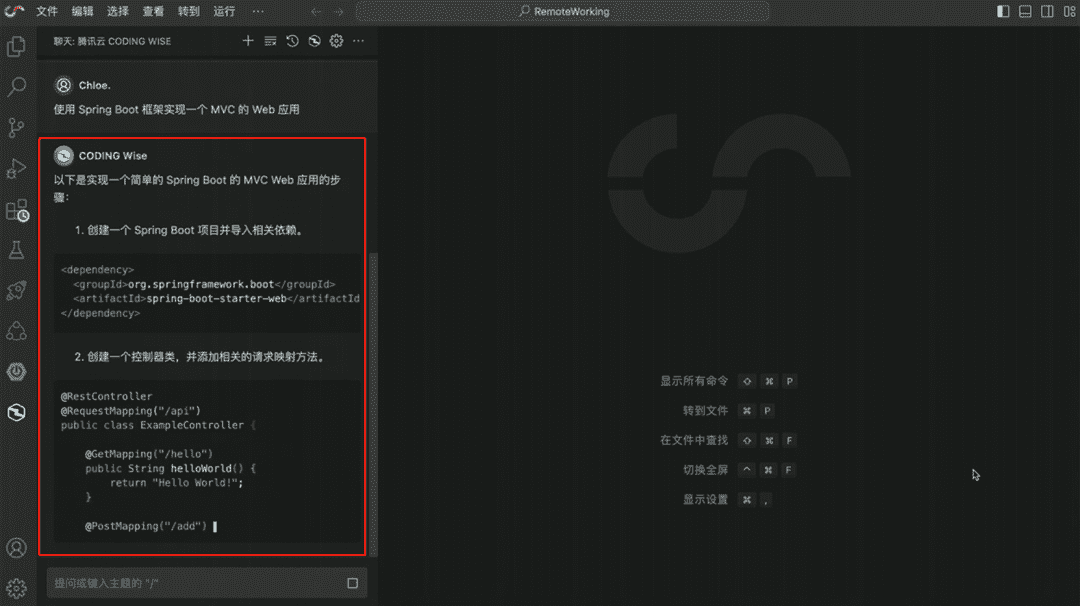 文件 编辑 选择 查看 转到 运行 ···
RemoteWorking
聊天: 腾讯云 CODING WISE
Chloe.
使用 Spring Boot 框架实现一个 MVC 的 Web 应用
CODING Wise
以下是实现一个简单的 Spring Boot 的 MVC Web 应用的步
骤：
1. 创建一个 Spring Boot 项目并导入相关依赖。
<dependency>
<groupId>org.springframework.boot</groupId>
<artifactId>spring-boot-starter-web</artifactId
</dependency>
2. 创建一个控制器类，并添加相关的请求映射方法。
@RestController
@RequestMapping("/api")
public class ExampleController {
@GetMapping("/hello")
public String helloWorld() {
return "Hello World!";
}
@PostMapping("/add")
提问或键入主题的 "/"
显示所有命令 ⇧ ⌘ P
转到文件 ⌘ P
在文件中查找 ⇧ ⌘ F
切换全屏 ^ ⌘ F
显示设置 ⌘ ,